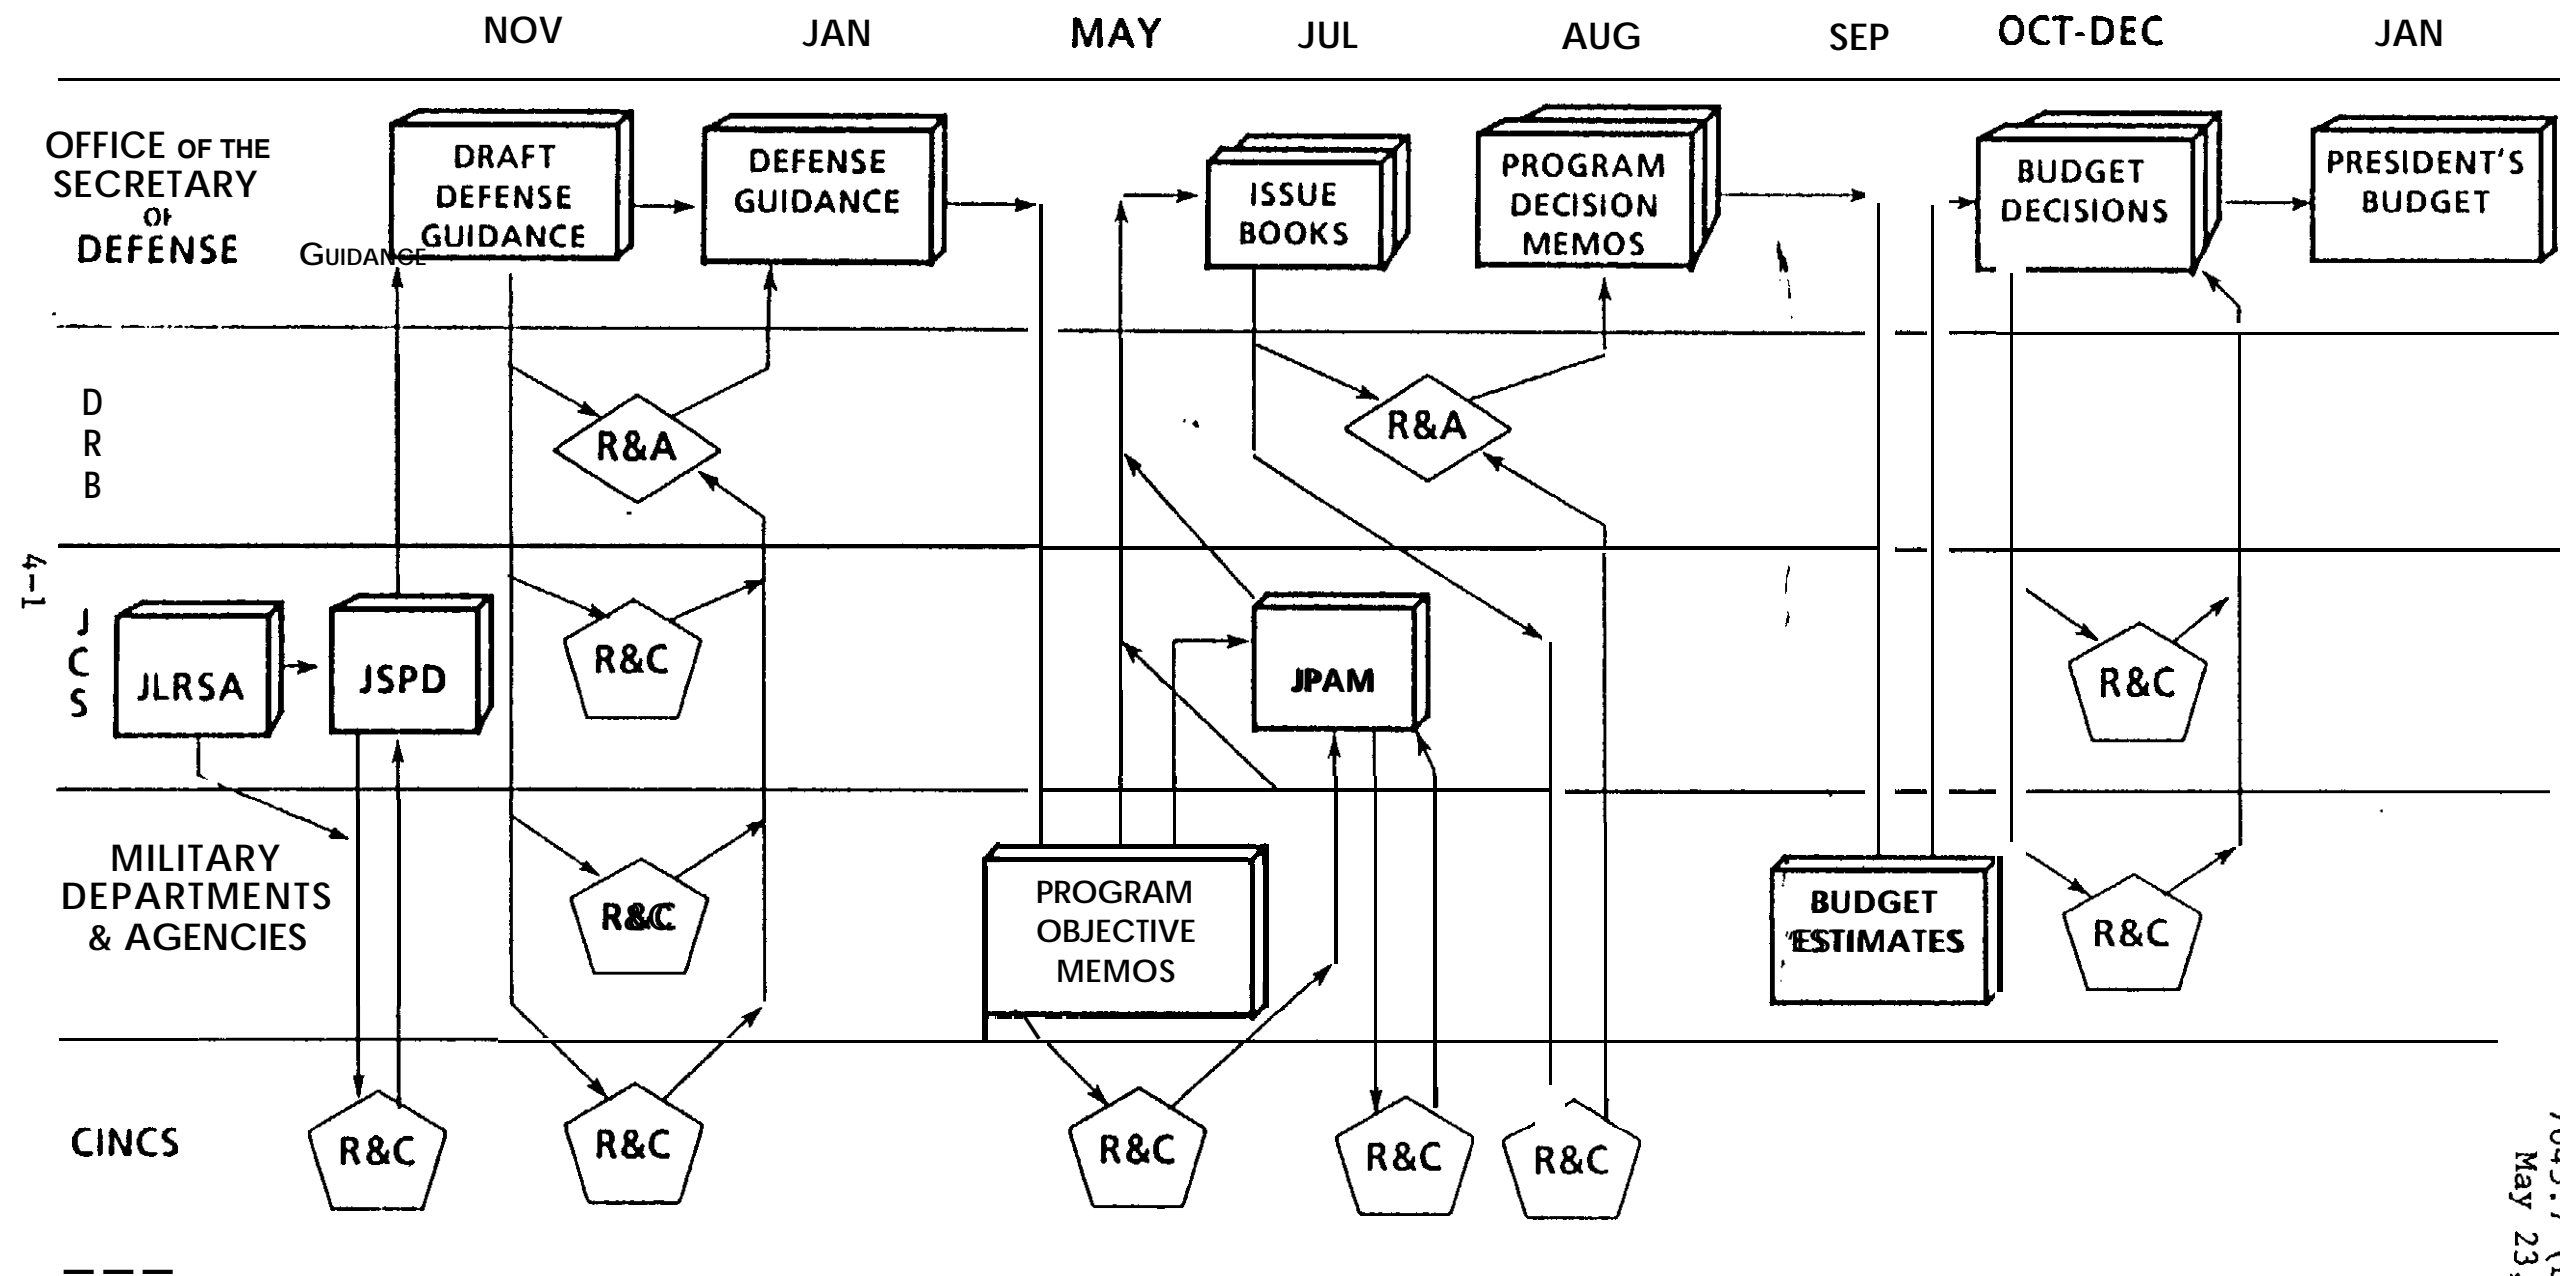 NOV JAN MAY JUL AUG SEP OCT-DEC JAN
OFFICE OF THE
SECRETARY
OF
DEFENSE
GUIDANCE
DRAFT
DEFENSE
GUIDANCE
DEFENSE
GUIDANCE
ISSUE
BOOKS
PROGRAM
DECISION
MEMOS
BUDGET
DECISIONS
PRESIDENT'S
BUDGET
D
R
B
R&A
R&A
4-1
J
C
S
JLRSA
JSPD
R&C
JPAM
R&C
MILITARY
DEPARTMENTS
& AGENCIES
R&C
PROGRAM
OBJECTIVE
MEMOS
BUDGET
ESTIMATES
R&C
CINCS
R&C
R&C
R&C
R&C
R&C
May 23,